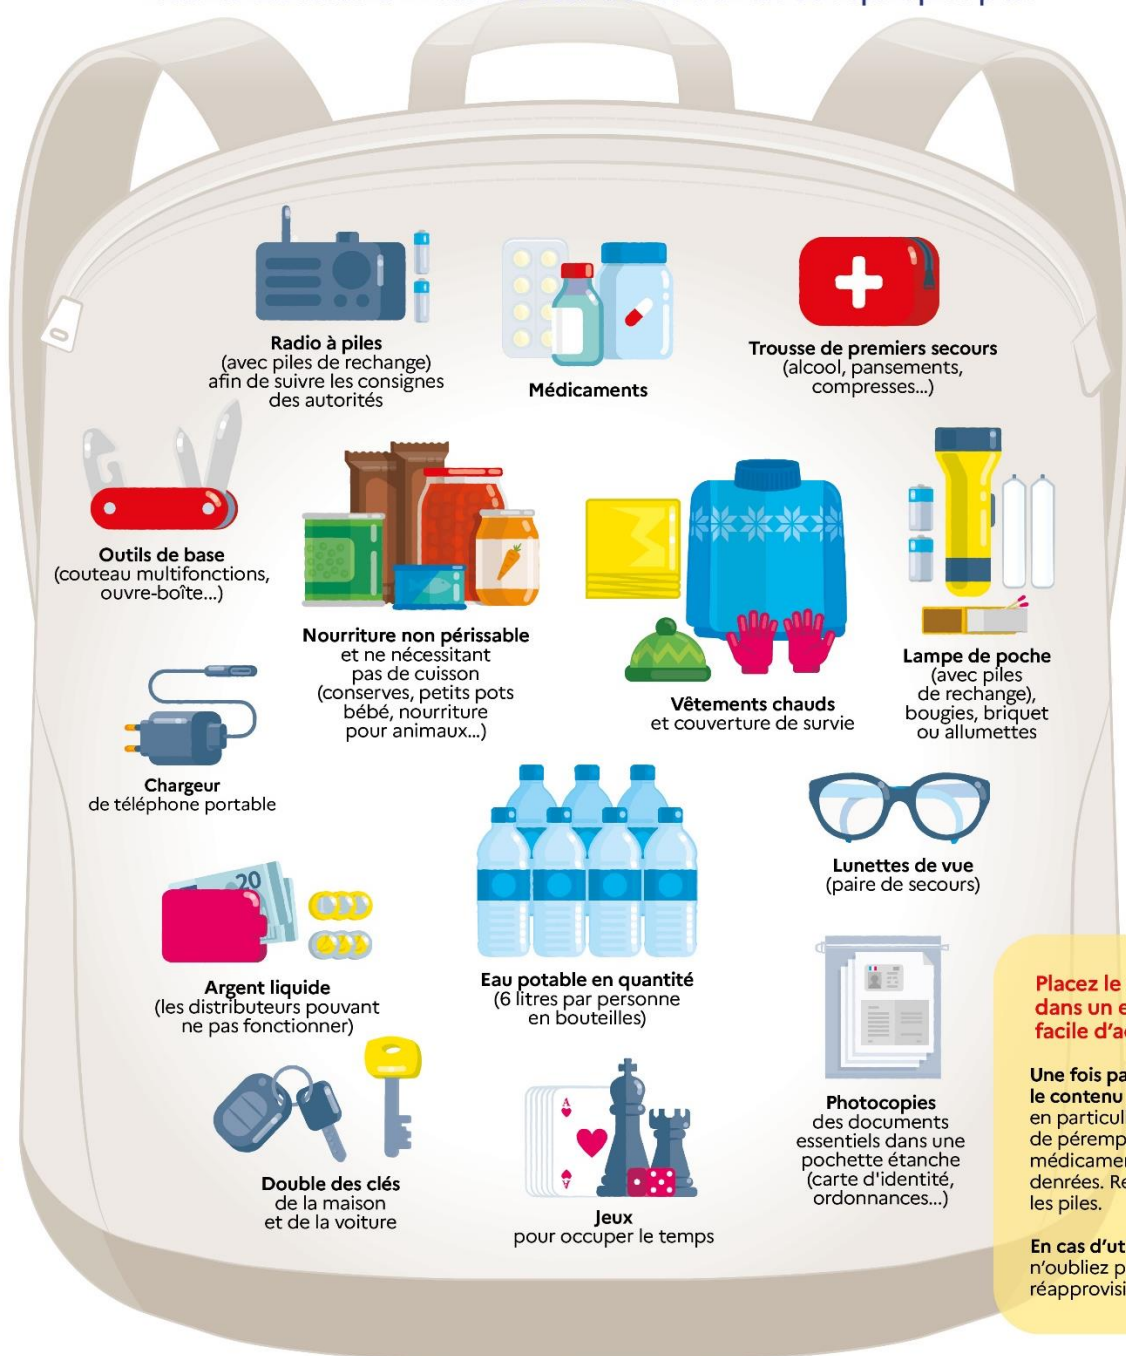 Radio à piles
(avec piles de rechange)
afin de suivre les consignes
des autorités
Médicaments
Trousse de premiers secours
(alcool, pansements,
compresses...)
Outils de base
(couteau multifonctions,
ouvre-boîte...)
Nourriture non périssable
et ne nécessitant
pas de cuisson
(conserves, petits pots
bébé, nourriture
pour animaux...)
Vêtements chauds
et couverture de survie
Lampe de poche
(avec piles
de rechange),
bougies, briquet
ou allumettes
Chargeur
de téléphone portable
Lunettes de vue
(paire de secours)
20
Argent liquide
(les distributeurs pouvant
ne pas fonctionner)
Eau potable en quantité
(6 litres par personne
en bouteilles)
Photocopies
des documents
essentiels dans une
pochette étanche
(carte d'identité,
ordonnances...)
Double des clés
de la maison
et de la voiture
A
A
Jeux
pour occuper le temps
Placez le
dans un
facile
Une fois
le contenu
en
de
denrées.
les piles.
En cas
n'oubliez